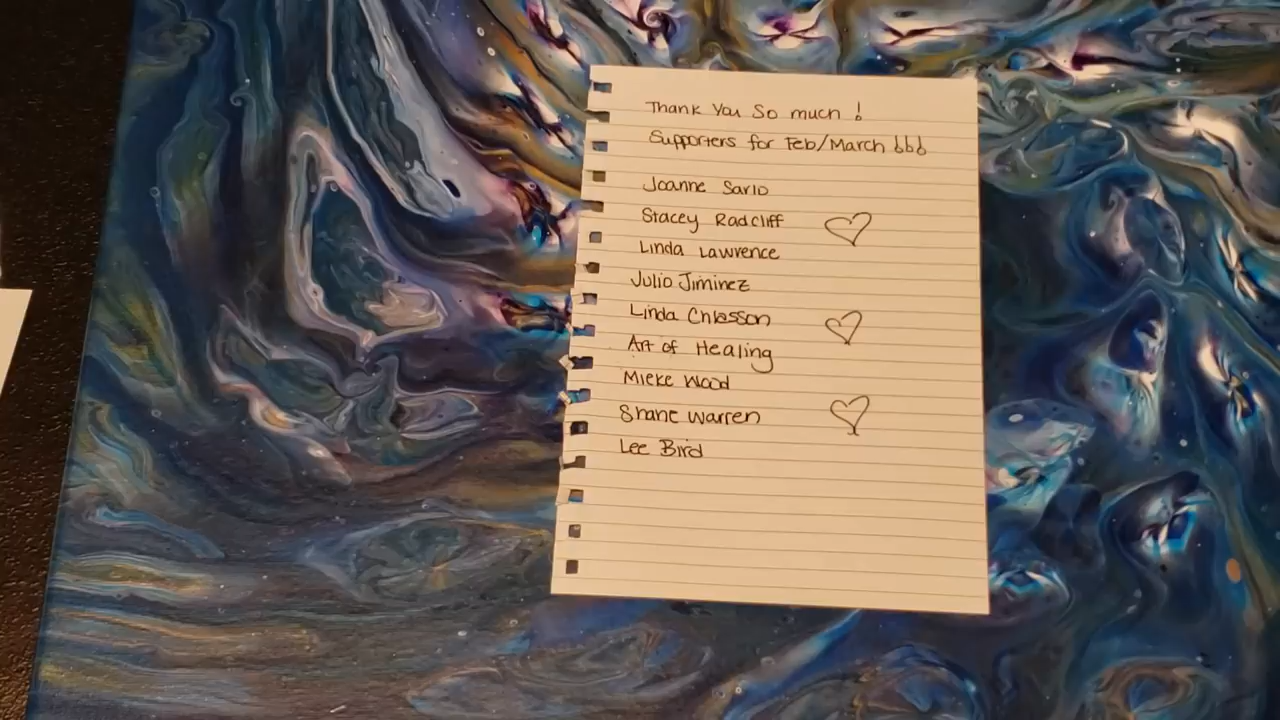 Thank You So much !
Supporters for Feb/March !!!
Joanne Sarlo
Stacey Radcliff
Linda Lawrence
Julio Jiminez
Linda Chiasson
Art of Healing
Mieke Wood
Shane Warren
Lee Bird